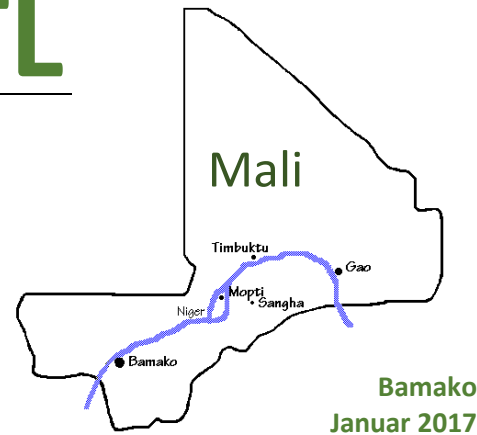 Mali
Timbuktu
Gao
Mopti
Sangha
Niger
Bamako
Bamako
Januar 2017